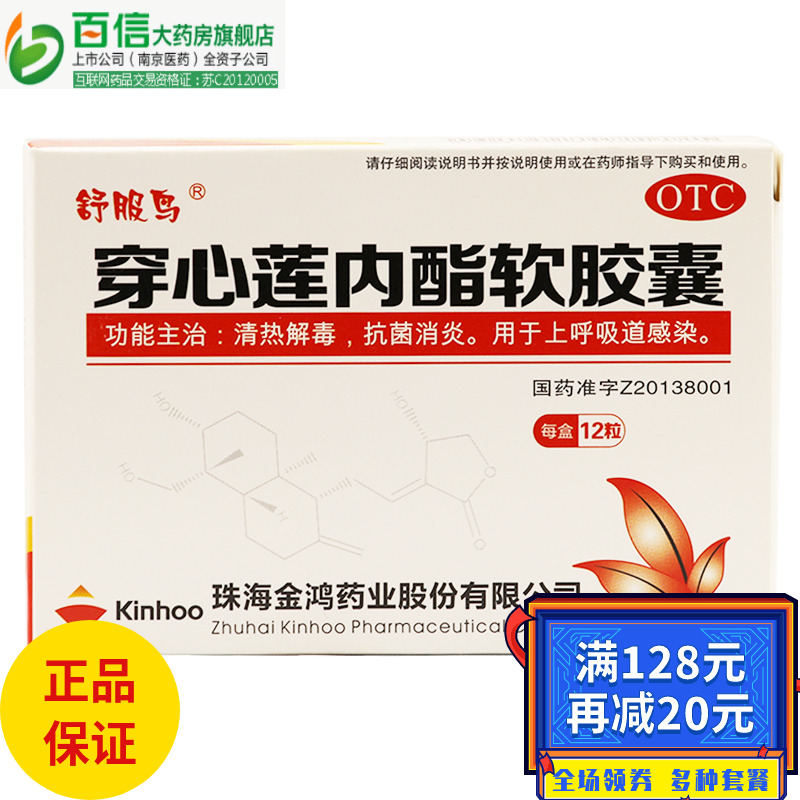 百信大药房旗舰店
上市公司（南京医药）全资子公司
互联网药品交易资格证：苏C20120005
请仔细阅读说明书并按说明使用或在药师指导下购买和使用。
舒服鸟®
OTC
穿心莲内酯软胶囊
功能主治：清热解毒，抗菌消炎。用于上呼吸道感染。
国药准字Z20138001
每盒12粒
HO
HO
HO
H
O
O
Kinhoo
珠海金鸿药业股份有限公司
Zhuhai Kinhoo Pharmaceutical
正品
保证
满128元
再减20元
全场领券 多种套餐